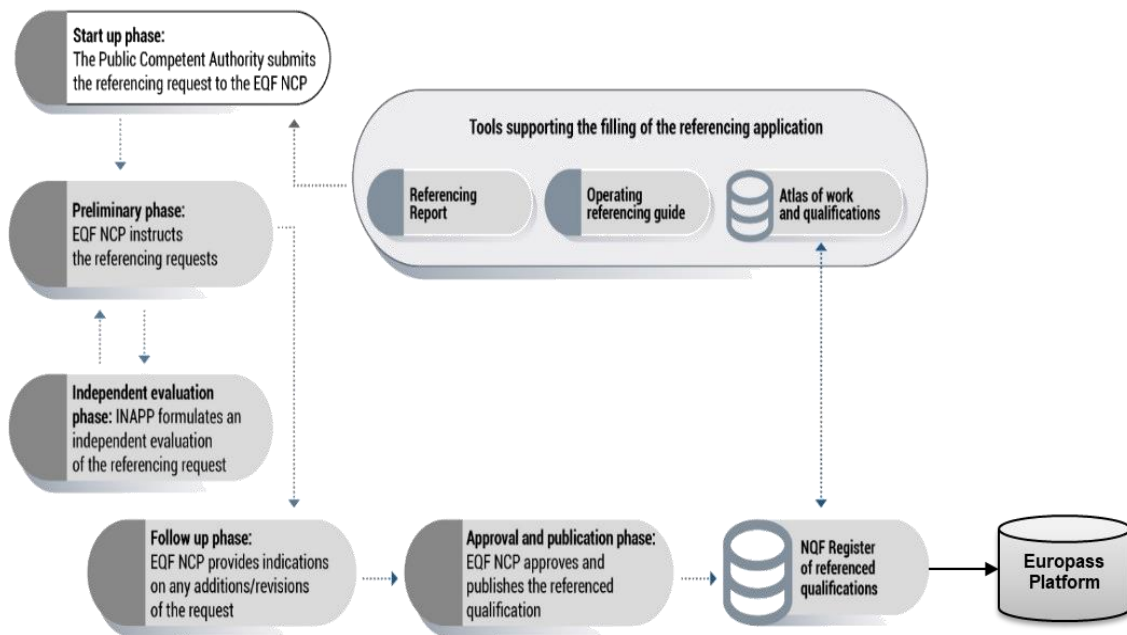 Start up phase:
The Public Competent Authority submits
the referencing request to the EQF NCP
Tools supporting the filling of the referencing application
Referencing
Report
Operating
referencing guide
Atlas of work
and qualifications
Preliminary phase:
EQF NCP instructs
the referencing requests
Independent evaluation
phase: INAPP formulates an
independent evaluation
of the referencing request
Follow up phase:
EQF NCP provides indications
on any additions/revisions
of the request
Approval and publication phase:
EQF NCP approves and
publishes the referenced
qualification
NQF Register
of referenced
qualifications
Europass
Platform